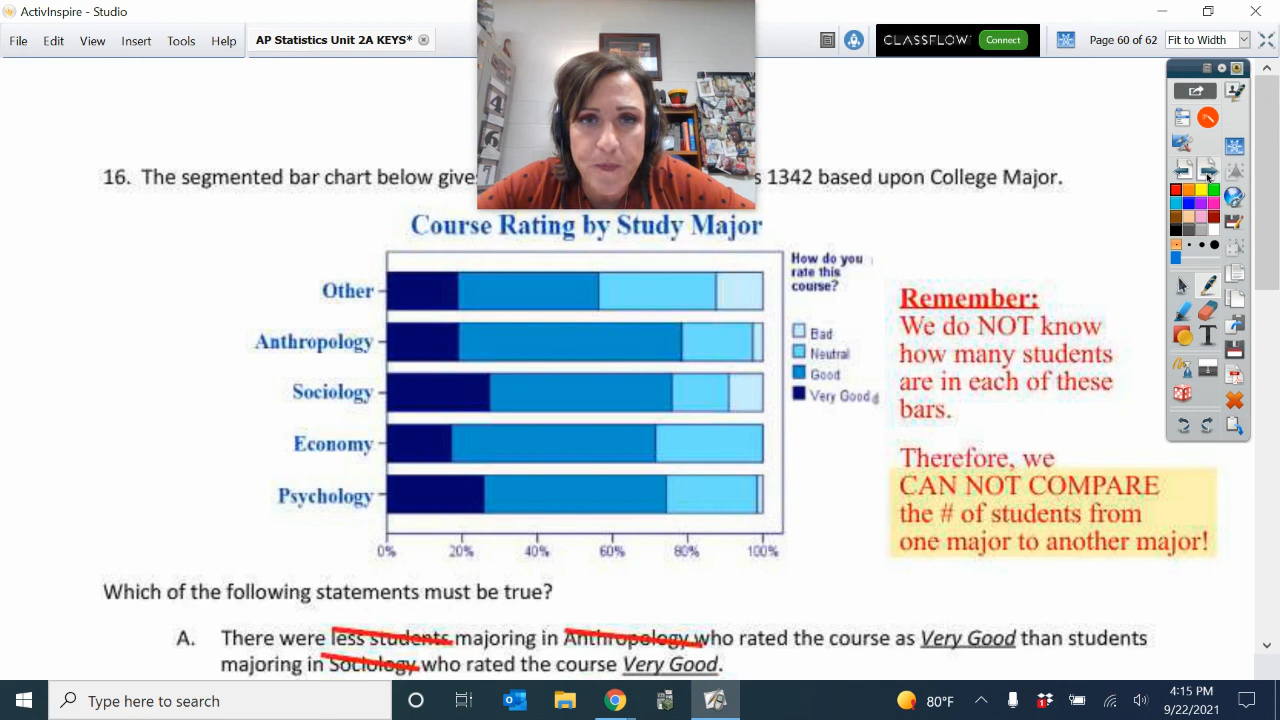 ActivInspire - Studio
File Edit View Insert Tools Help
AP Statistics Unit 2A KEYS*
CLASSFLOW Connect
Page 60 of 62
Fit to Width
16. The segmented bar chart below give
s 1342 based upon College Major.
Course Rating by Study Major
How do you
rate this
course?
Bad
Neutral
Good
Very Good
Other
Anthropology
Sociology
Economy
Psychology
0% 20% 40% 60% 80% 100%
Remember:
We do NOT know
how many students
are in each of these
bars.
Therefore, we
CAN NOT COMPARE
the # of students from
one major to another major!
Which of the following statements must be true?
A. There were less students majoring in Anthropology who rated the course as Very Good than students
majoring in Sociology who rated the course Very Good.
Type here to search
80°F
4:15 PM
9/22/2021